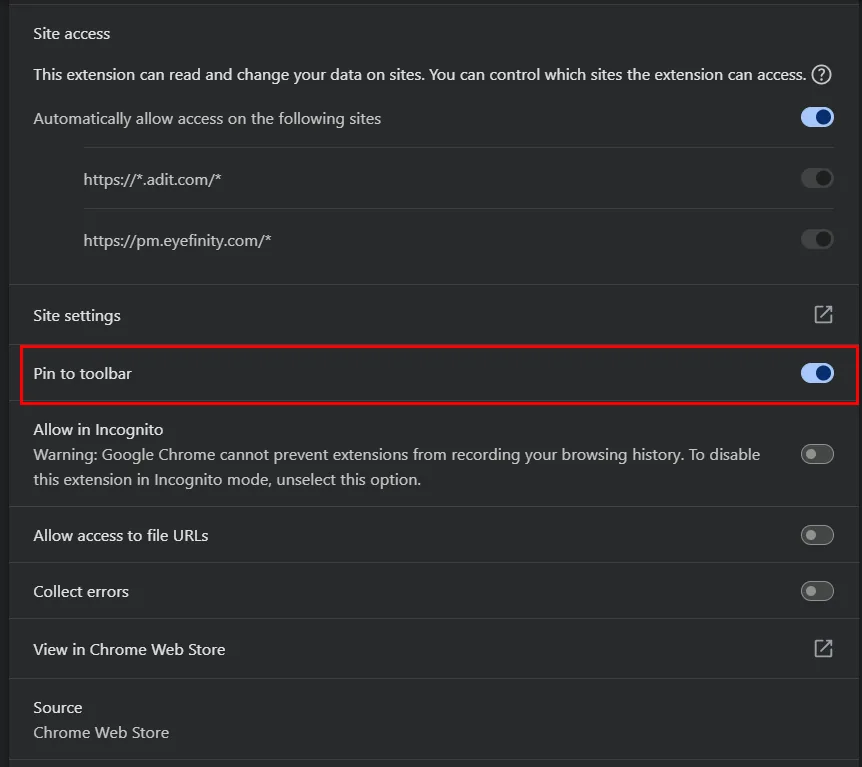 Site access
This extension can read and change your data on sites. You can control which sites the extension can access. ?
Automatically allow access on the following sites
https://*.adit.com/*
https://pm.eyefinity.com/*
Site settings
Pin to toolbar
Allow in Incognito
Warning: Google Chrome cannot prevent extensions from recording your browsing history. To disable
this extension in Incognito mode, unselect this option.
Allow access to file URLs
Collect errors
View in Chrome Web Store
Source
Chrome Web Store